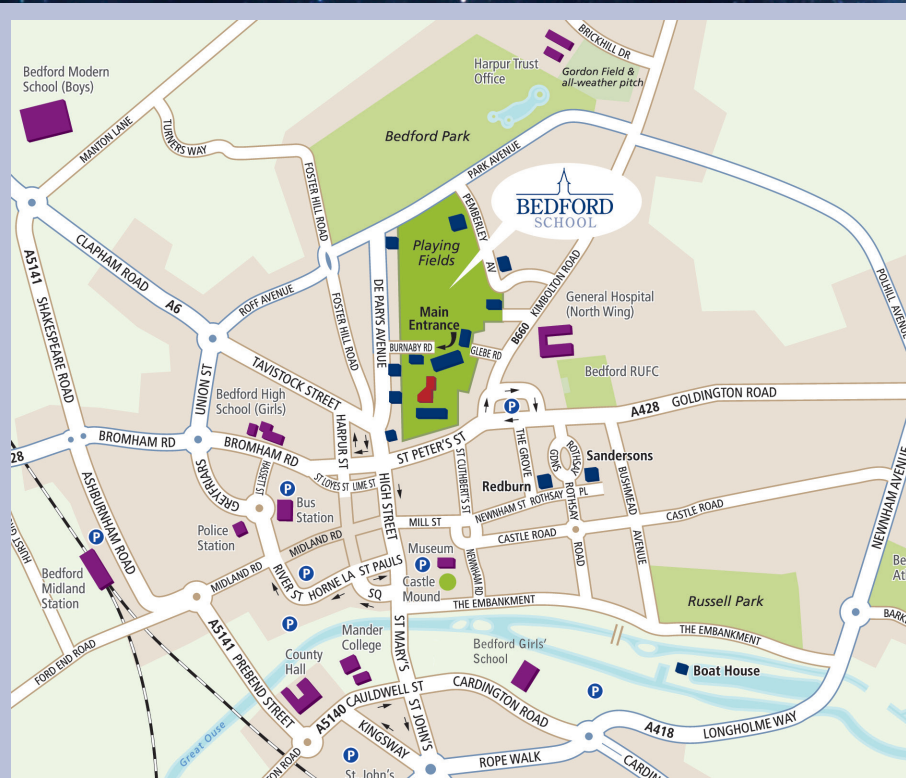 BRICKHILL DR
Harpur Trust
Office
Gordon Field &
all-weather pitch
Bedford Modern
School (Boys)
MANTON LANE
TURNERS WAY
Bedford Park
PARK AVENUE
FOSTER HILL ROAD
BEDFORD
SCHOOL
PEMBERLEY
AV
Playing
Fields
CLAPHAM ROAD
A6
A5141
SHAKESPEARE ROAD
ROFF AVENUE
DE PARYS AVENUE
FOSTER HILL ROAD
KIMBOLTON ROAD
B660
POLHILL AVENUE
General Hospital
(North Wing)
Main
Entrance
BURNABY RD
GLEBE RD
Bedford RUFC
UNION ST
TAVISTOCK STREET
Bedford High
School (Girls)
HARPUR ST
P
A428
GOLDINGTON ROAD
28
BROMHAM RD
BROMHAM RD
ST PETER'S ST
GREYFRIARS
HASSETT ST
ST LOYES ST
LIME ST
HIGH STREET
ST CUTHBERT'S ST
THE GROVE
ROTHSAY
GDNS
Sandersons
Redburn
NEWNHAM ST
ROTHSAY PL
ROTHSAY
ROAD
BUSHMEAD
AVENUE
NEWNHAM AVENUE
P
Bus
Station
Police
Station
ASHBURNHAM ROAD
P
MILL ST
CASTLE ROAD
CASTLE ROAD
MIDLAND RD
MIDLAND RD
Bedford
Midland
Station
RIVER ST
HORNE LA
ST PAULS
SQ
P
Museum
P
Castle
Mound
NEWNHAM RD
THE EMBANKMENT
Russell Park
THE EMBANKMENT
FORD END ROAD
A5141
PREBEND STREET
P
County
Hall
Mander
College
ST MARY'S
Bedford Girls'
School
Boat House
P
Great Ouse
A5140
CAULDWELL ST
CARDINGTON ROAD
ST JOHN'S
KINGSWAY
A418
LONGHOLME WAY
ROPE WALK
P
St. John's